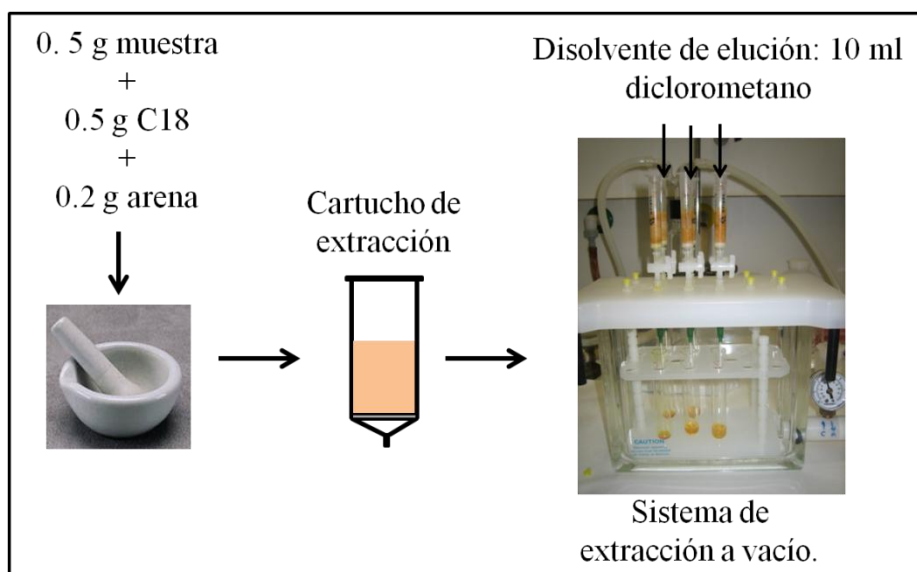 0. 5 g muestra
+
0.5 g C18
+
0.2 g arena
Cartucho de
extracción
Disolvente de elución: 10 ml
diclorometano
CAUTION
Sistema de
extracción a vacío.